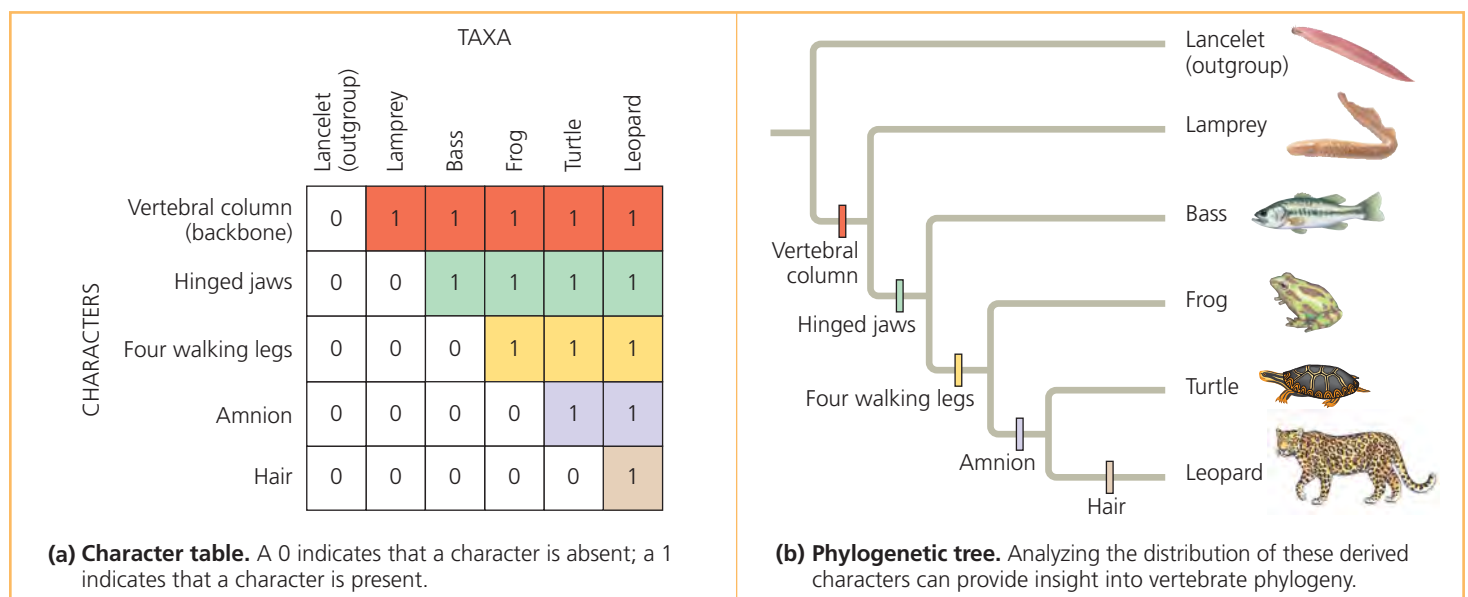 TAXA
Lancelet
(outgroup)
Lamprey
Bass
Frog
Turtle
Leopard
CHARACTERS
Vertebral column
(backbone)
0 1 1 1 1 1
Hinged jaws
0 0 1 1 1 1
Four walking legs
0 0 0 1 1 1
Amnion
0 0 0 0 1 1
Hair
0 0 0 0 0 1
(a) Character table. A 0 indicates that a character is absent; a 1
indicates that a character is present.
Lancelet
(outgroup)
Lamprey
Bass
Vertebral
column
Frog
Hinged jaws
Turtle
Four walking legs
Amnion
Leopard
Hair
(b) Phylogenetic tree. Analyzing the distribution of these derived
characters can provide insight into vertebrate phylogeny.